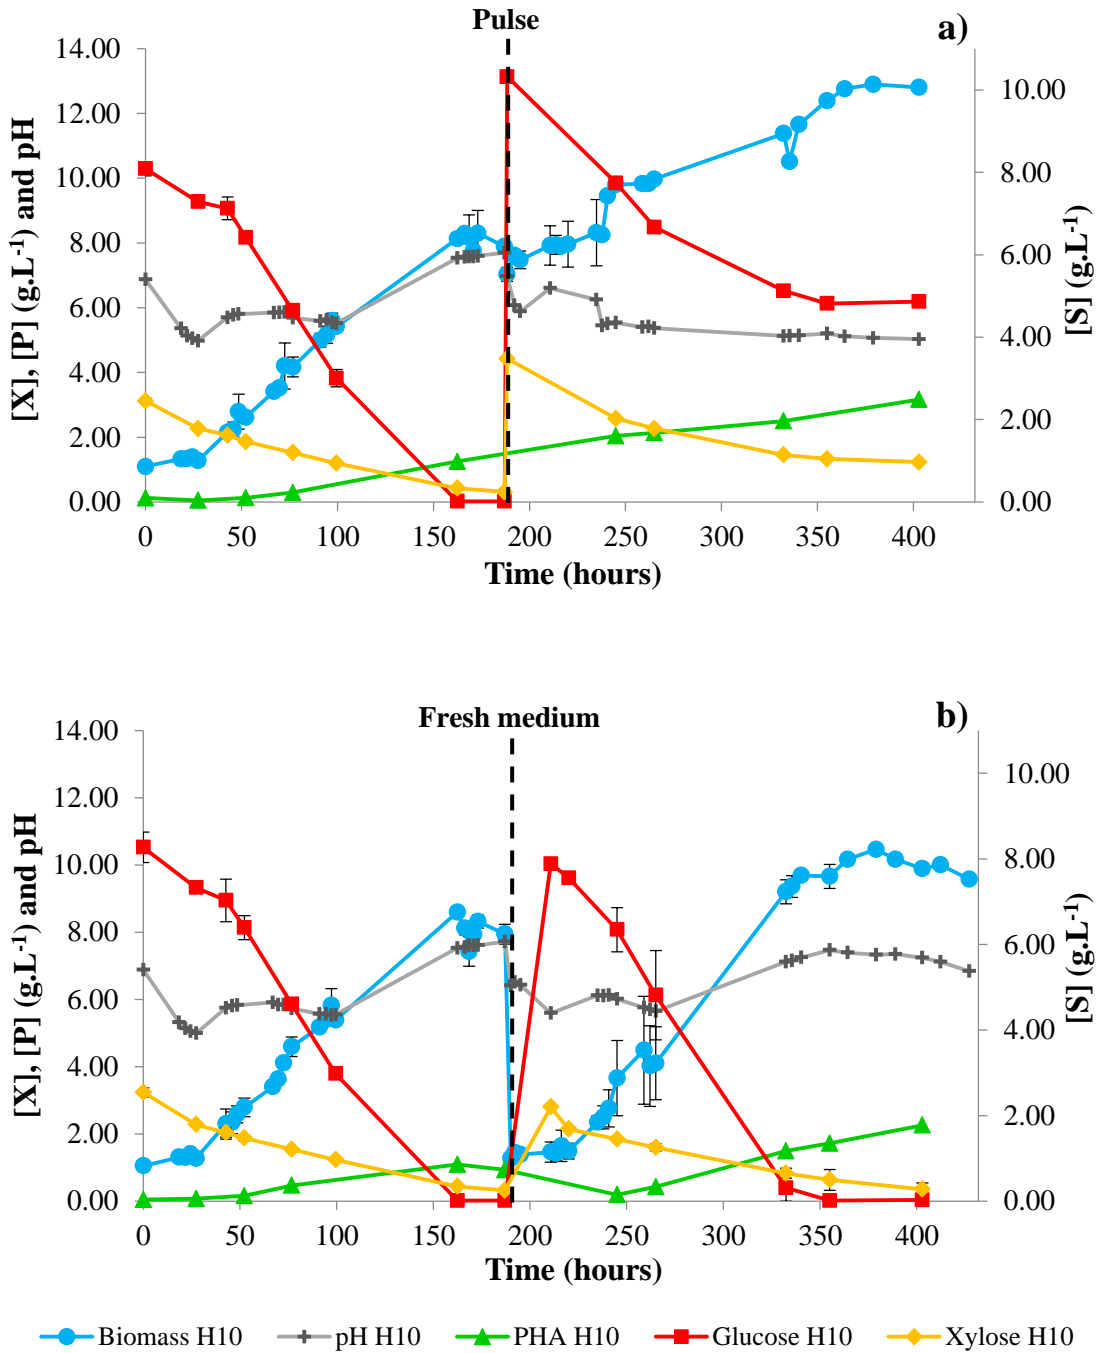 Pulse
a)
14.00
12.00
10.00
8.00
6.00
4.00
2.00
0.00
[X], [P] (g.L-1) and pH
10.00
8.00
6.00
4.00
2.00
0.00
[S] (g.L-1)
0 50 100 150 200 250 300 350 400
Time (hours)
Fresh medium
b)
14.00
12.00
10.00
8.00
6.00
4.00
2.00
0.00
[X], [P] (g.L-1) and pH
10.00
8.00
6.00
4.00
2.00
0.00
[S] (g.L-1)
0 50 100 150 200 250 300 350 400
Time (hours)
Biomass H10 pH H10 PHA H10 Glucose H10 Xylose H10